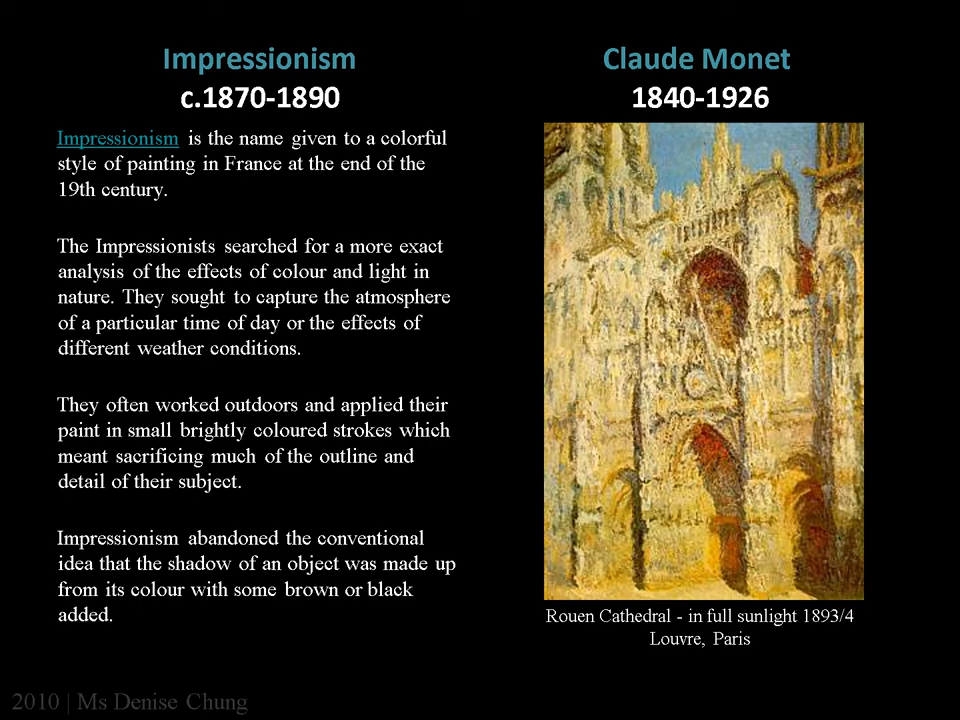 Impressionism
c.1870-1890
Impressionism is the name given to a colorful
style of painting in France at the end of the
19th century.
The Impressionists searched for a more exact
analysis of the effects of colour and light in
nature. They sought to capture the atmosphere
of a particular time of day or the effects of
different weather conditions.
They often worked outdoors and applied their
paint in small brightly coloured strokes which
meant sacrificing much of the outline and
detail of their subject.
Impressionism abandoned the conventional
idea that the shadow of an object was made up
from its colour with some brown or black
added.
Claude Monet
1840-1926
Rouen Cathedral - in full sunlight 1893/4
Louvre, Paris
2010 | Ms Denise Chung